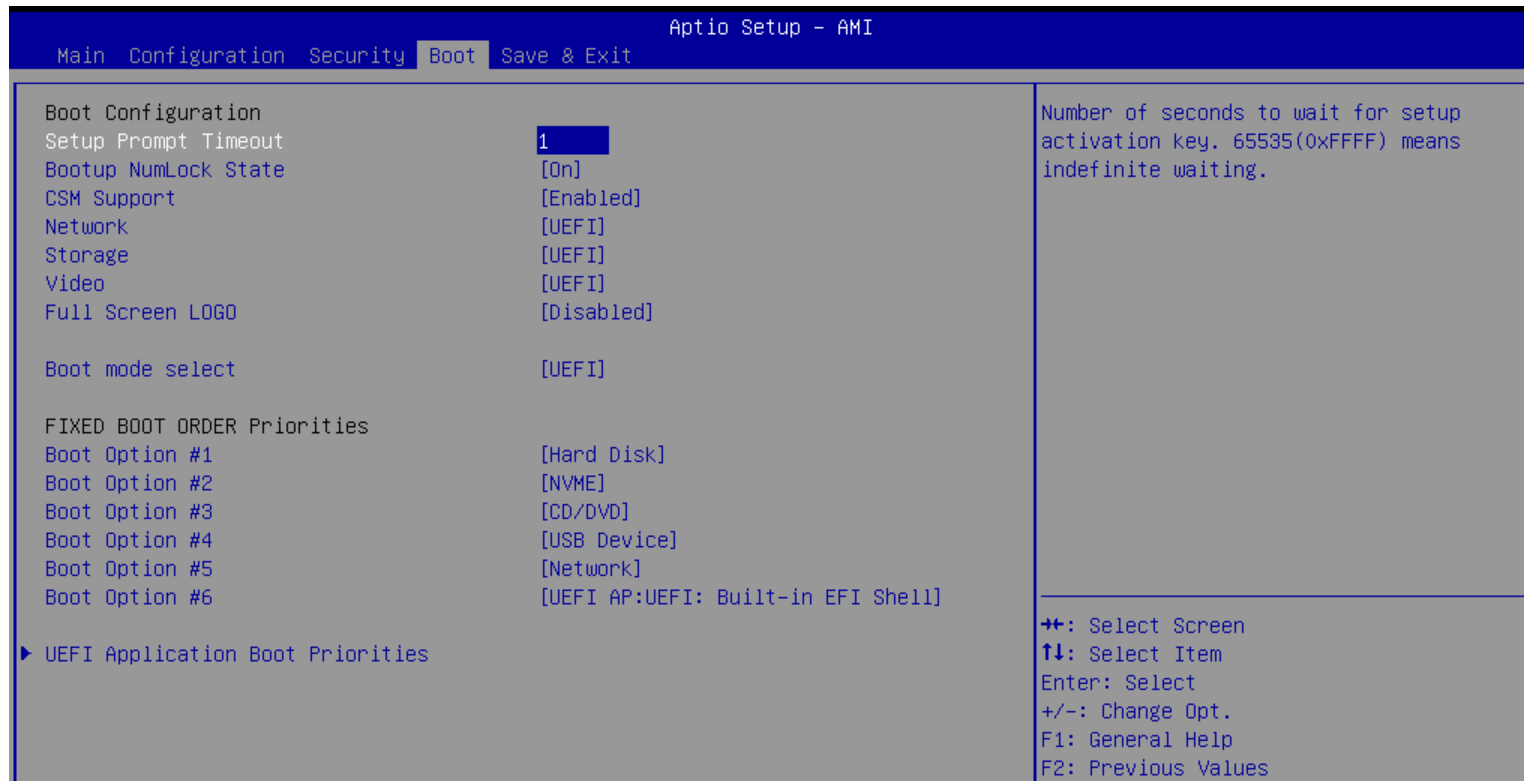 Aptio Setup – AMI
Main Configuration Security Boot Save & Exit
Boot Configuration
Setup Prompt Timeout 1
Bootup NumLock State [On]
CSM Support [Enabled]
Network [UEFI]
Storage [UEFI]
Video [UEFI]
Full Screen LOGO [Disabled]
Boot mode select [UEFI]
FIXED BOOT ORDER Priorities
Boot Option #1 [Hard Disk]
Boot Option #2 [NVME]
Boot Option #3 [CD/DVD]
Boot Option #4 [USB Device]
Boot Option #5 [Network]
Boot Option #6 [UEFI AP:UEFI: Built-in EFI Shell]
UEFI Application Boot Priorities
Number of seconds to wait for setup
activation key. 65535(0xFFFF) means
indefinite waiting.
→←: Select Screen
↑↓: Select Item
Enter: Select
+/-: Change Opt.
F1: General Help
F2: Previous Values